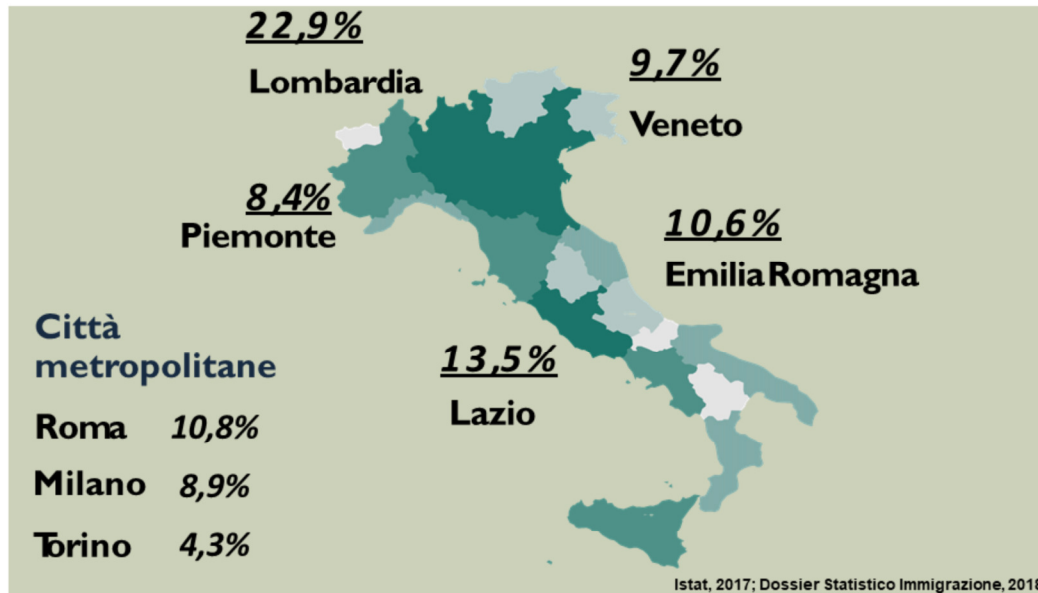 22,9%
Lombardia
9,7%
Veneto
8,4%
Piemonte
10,6%
Emilia Romagna
13,5%
Lazio
Città
metropolitane
Roma 10,8%
Milano 8,9%
Torino 4,3%
Istat, 2017; Dossier Statistico Immigrazione, 2018